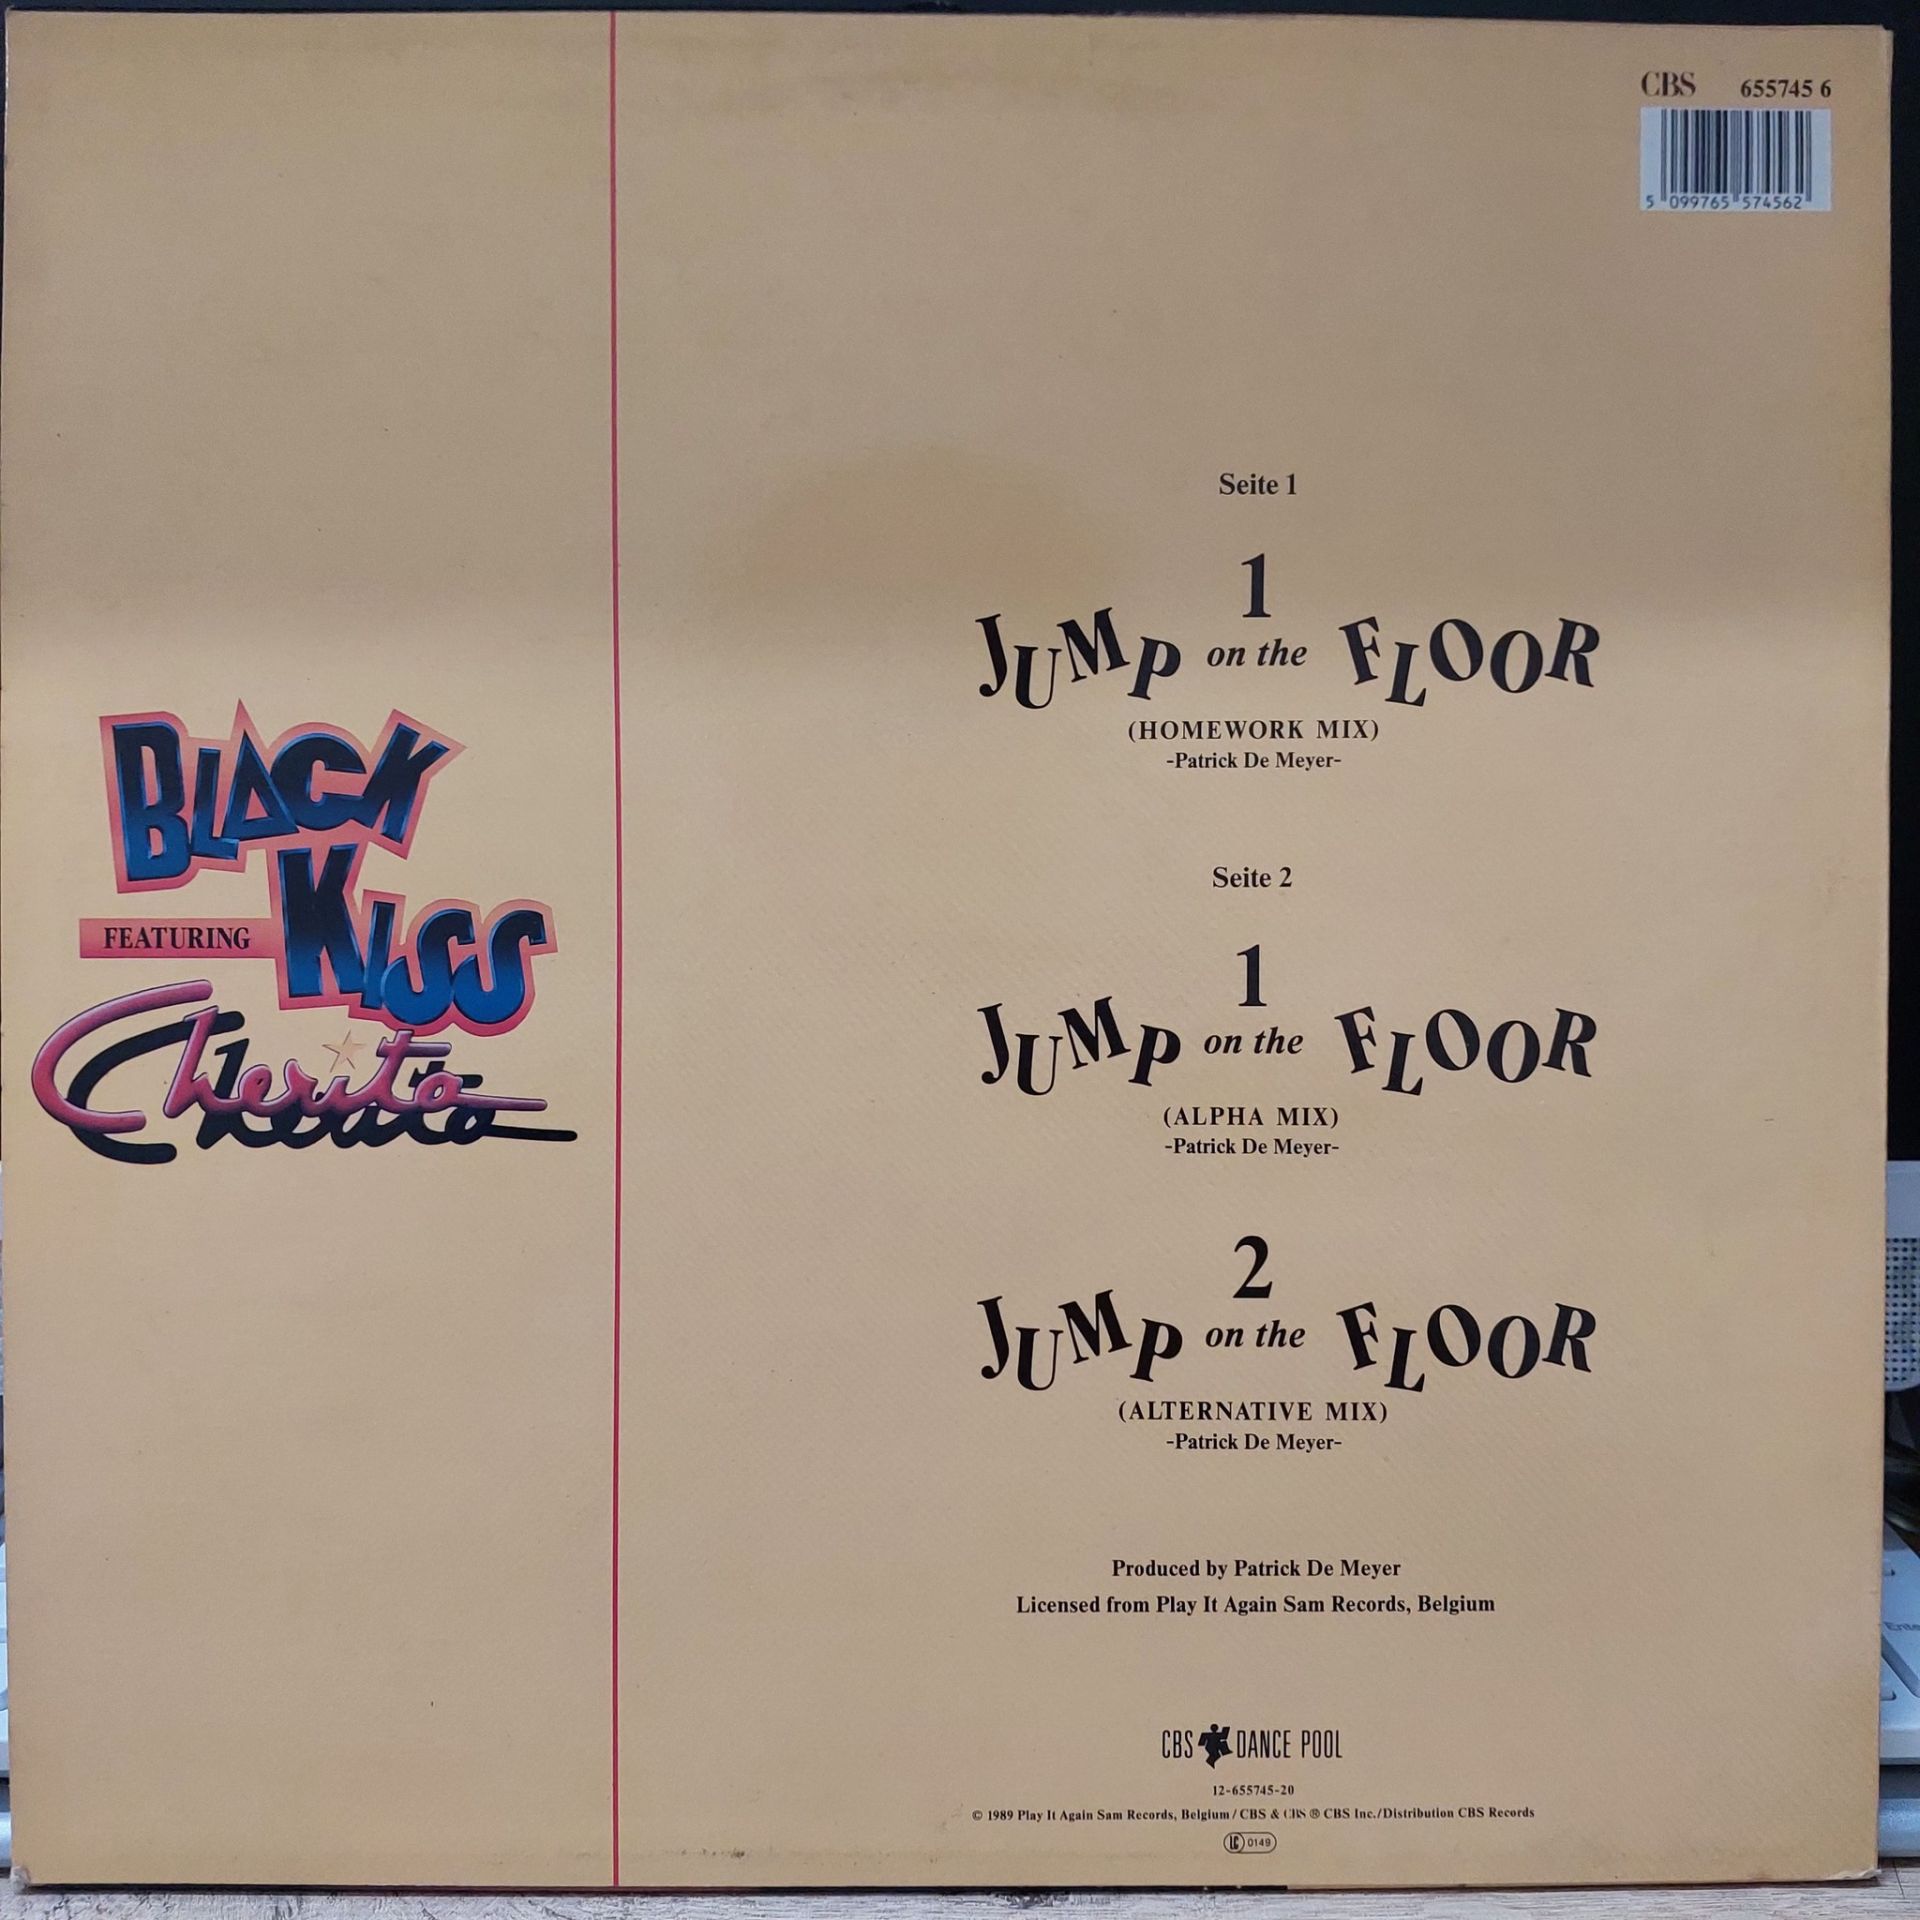 CBS 655745 6
5 099765 574562
Seite 1
1
JUMP on the FLOOR
(HOMEWORK MIX)
-Patrick De Meyer-
Seite 2
1
JUMP on the FLOOR
(ALPHA MIX)
-Patrick De Meyer-
2
JUMP on the FLOOR
(ALTERNATIVE MIX)
-Patrick De Meyer-
BLACK
KISS
FEATURING
Cherita
Produced by Patrick De Meyer
Licensed from Play It Again Sam Records, Belgium
CBS DANCE POOL
12-655745-20
© 1989 Play It Again Sam Records, Belgium / CBS & CBS ® CBS Inc./Distribution CBS Records
LC 0149